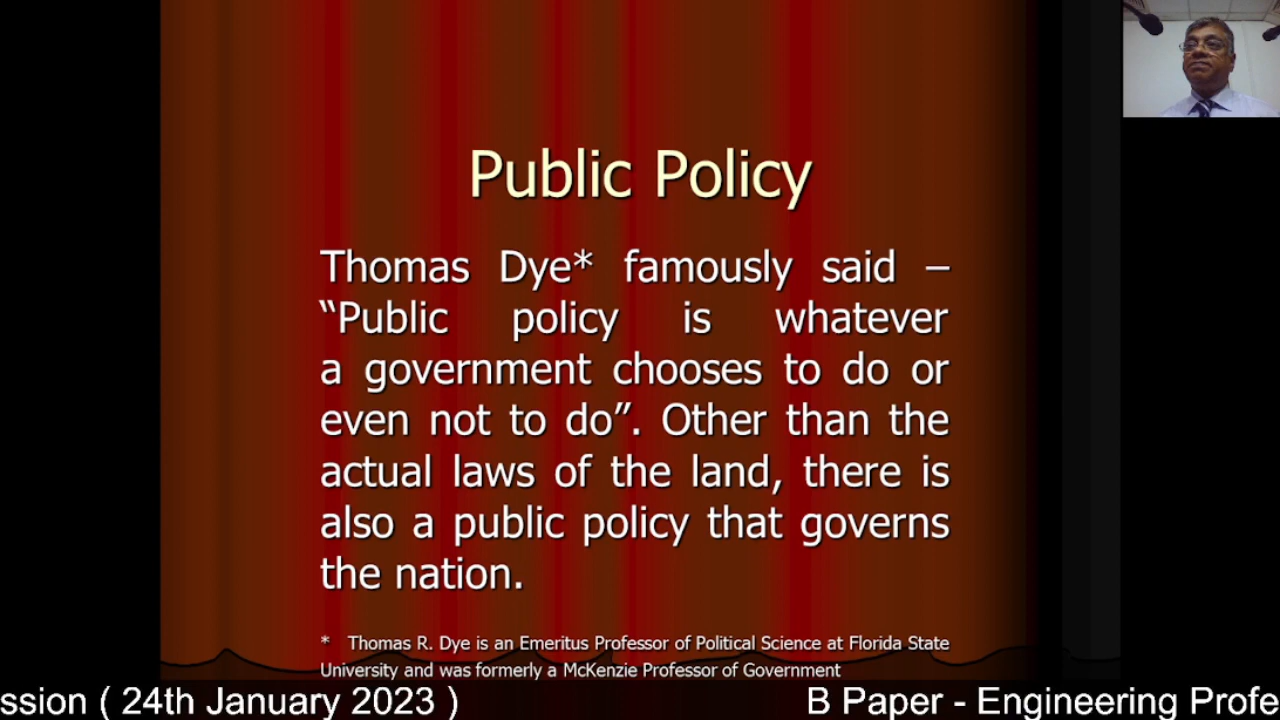 Public Policy
Thomas Dye* famously said –
“Public policy is whatever
a government chooses to do or
even not to do”. Other than the
actual laws of the land, there is
also a public policy that governs
the nation.
* Thomas R. Dye is an Emeritus Professor of Political Science at Florida State
University and was formerly a McKenzie Professor of Government
ssion ( 24th January 2023 ) B Paper - Engineering Profe